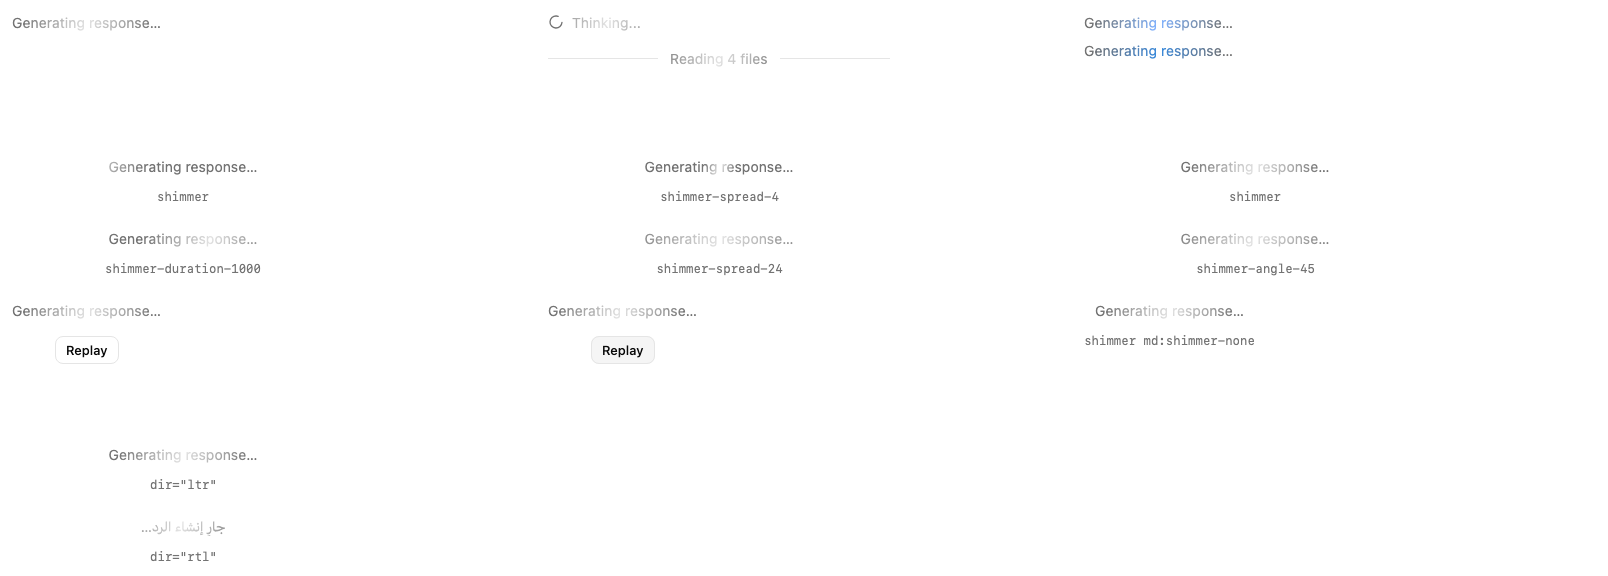 Generating response...
Thinking...
Reading 4 files
Generating response...
Generating response...
Generating response...
shimmer
Generating response...
shimmer-duration-1000
Generating response...
shimmer-spread-4
Generating response...
shimmer-spread-24
Generating response...
shimmer
Generating response...
shimmer-angle-45
Generating response...
Replay
Generating response...
Replay
Generating response...
shimmer md:shimmer-none
Generating response...
dir="ltr"
جارٍ إنشاء الرد...
dir="rtl"